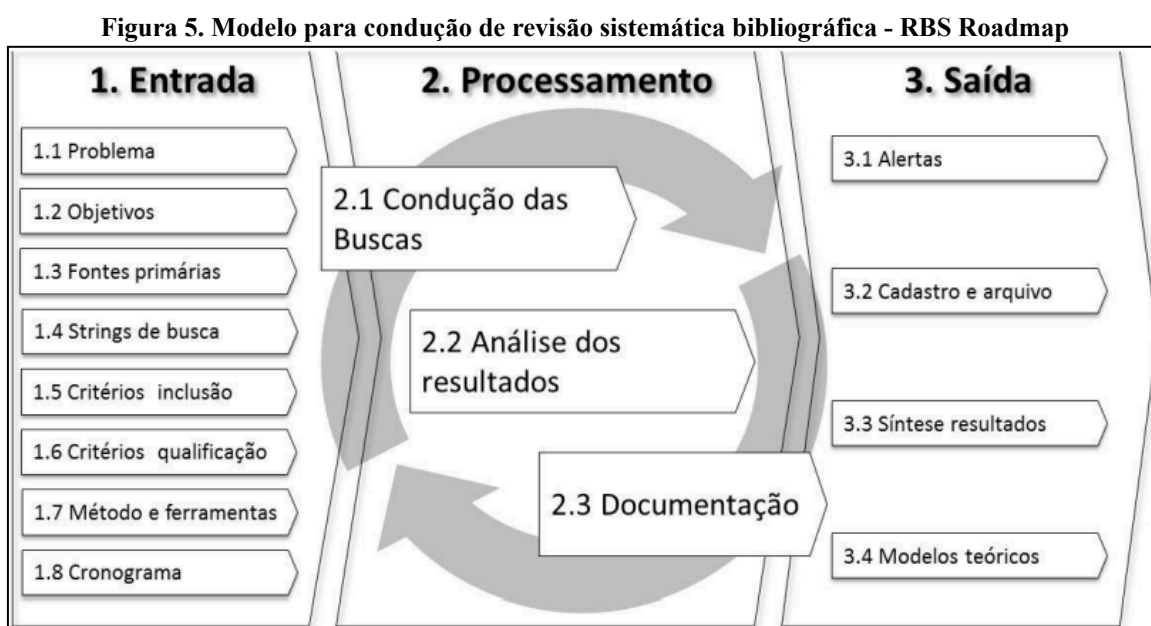 Figura 5. Modelo para condução de revisão sistemática bibliográfica - RBS Roadmap
1. Entrada
1.1 Problema
1.2 Objetivos
1.3 Fontes primárias
1.4 Strings de busca
1.5 Critérios inclusão
1.6 Critérios qualificação
1.7 Método e ferramentas
1.8 Cronograma
2. Processamento
2.1 Condução das
Buscas
2.2 Análise dos
resultados
2.3 Documentação
3. Saída
3.1 Alertas
3.2 Cadastro e arquivo
3.3 Síntese resultados
3.4 Modelos teóricos